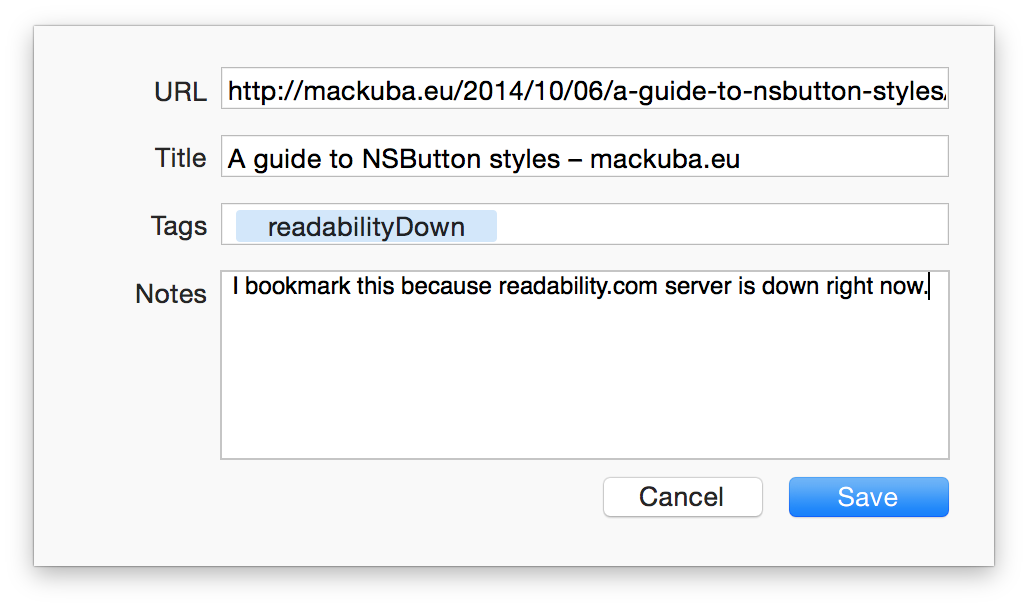 URL http://mackuba.eu/2014/10/06/a-guide-to-nsbutton-styles/
Title A guide to NSButton styles – mackuba.eu
Tags readabilityDown
Notes I bookmark this because readability.com server is down right now.
Cancel Save